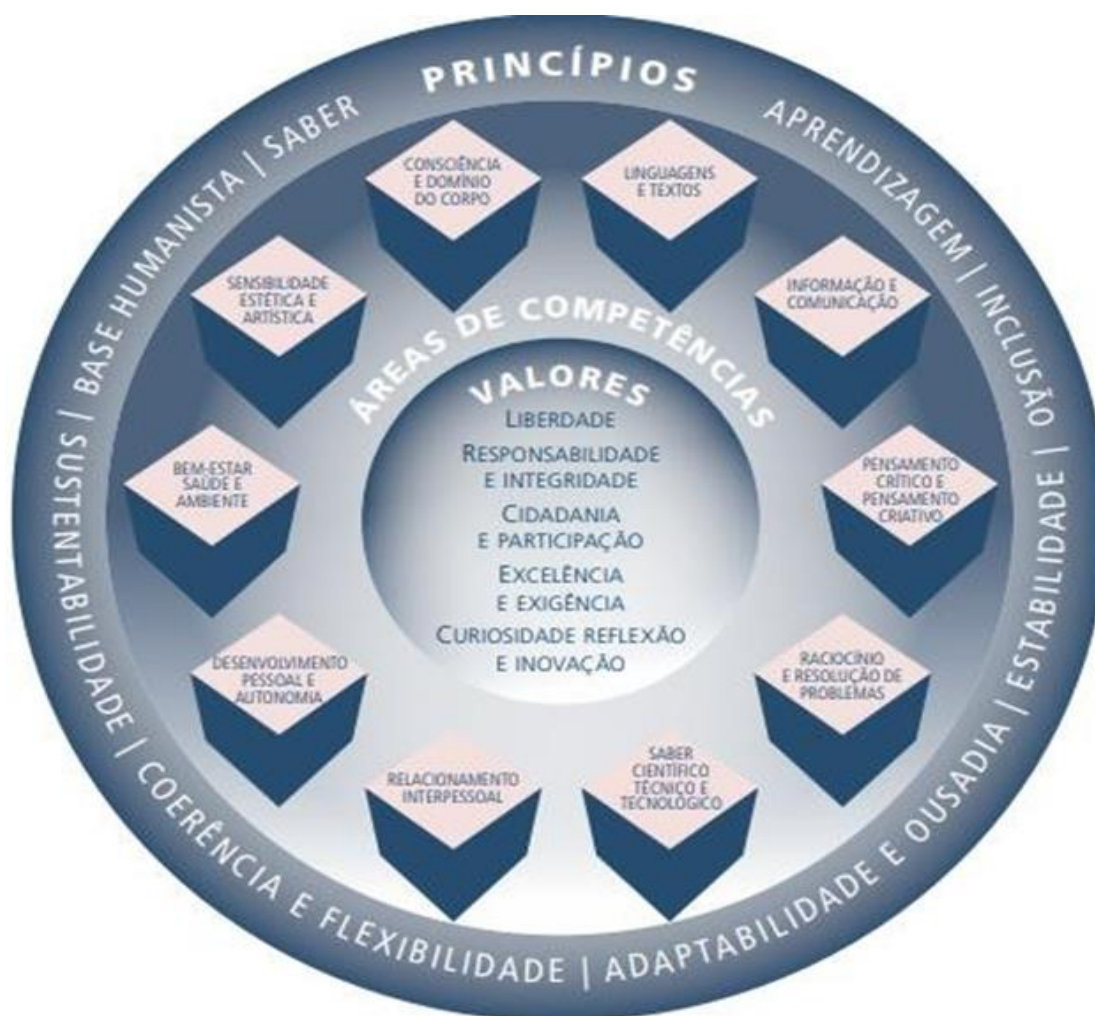 PRINCÍPIOS
APRENDIZAGEM | INCLUSÃO | ESTABILIDADE | ADAPTABILIDADE E OUSADIA | COERÊNCIA E FLEXIBILIDADE | SUSTENTABILIDADE | BASE HUMANISTA | SABER
CONSCIÊNCIA
E DOMÍNIO
DO CORPO
LINGUAGENS
E TEXTOS
SENSIBILIDADE
ESTÉTICA E
ARTÍSTICA
INFORMAÇÃO E
COMUNICAÇÃO
ÁREAS DE COMPETÊNCIAS
VALORES
LIBERDADE
RESPONSABILIDADE
E INTEGRIDADE
CIDADANIA
E PARTICIPAÇÃO
EXCELÊNCIA
E EXIGÊNCIA
CURIOSIDADE REFLEXÃO
E INOVAÇÃO
BEM-ESTAR
SAÚDE E
AMBIENTE
PENSAMENTO
CRÍTICO E
PENSAMENTO
CRIATIVO
DESENVOLVIMENTO
PESSOAL E
AUTONOMIA
RACIOCÍNIO
E RESOLUÇÃO DE
PROBLEMAS
RELACIONAMENTO
INTERPESSOAL
SABER
CIENTÍFICO
TÉCNICO E
TECNOLÓGICO